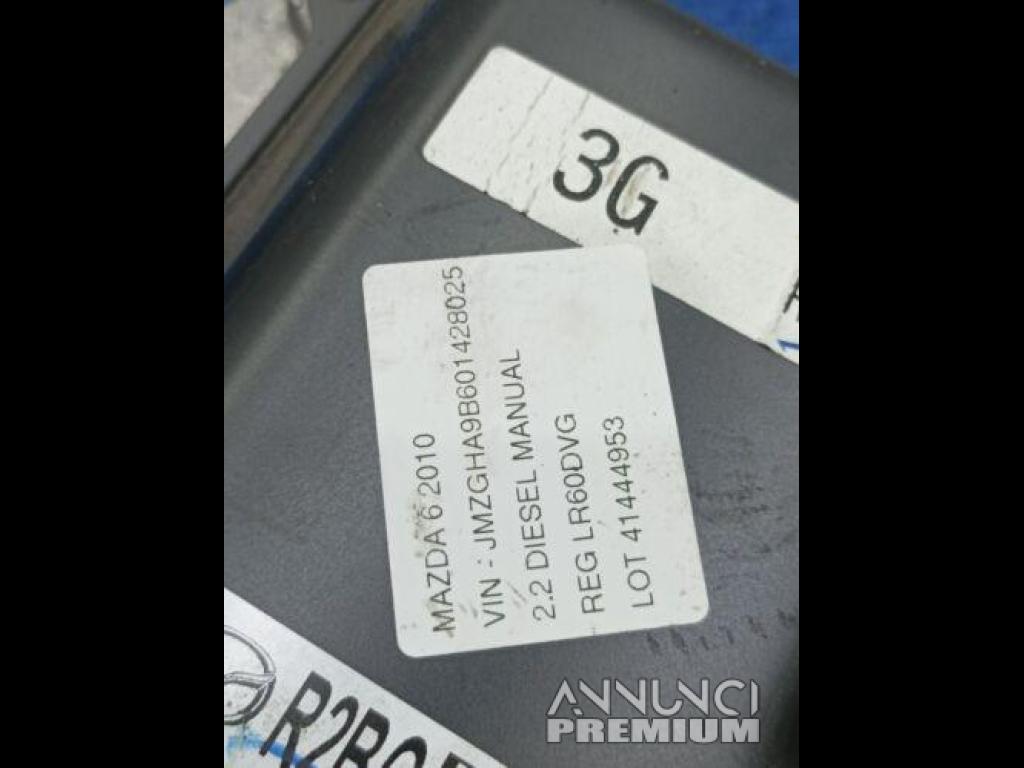 3G
MAZDA 6 2010
VIN : JMZGHA9B601428025
2.2 DIESEL MANUAL
REG LR60DVG
LOT 41444953
ANNUNCI
PREMIUM